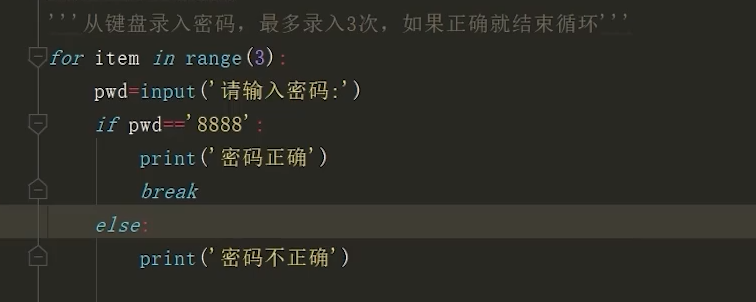 '''从键盘录入密码，最多录入3次，如果正确就结束循环'''
for item in range(3):
    pwd=input('请输入密码:')
    if pwd=='8888':
        print('密码正确')
        break
    else:
        print('密码不正确')